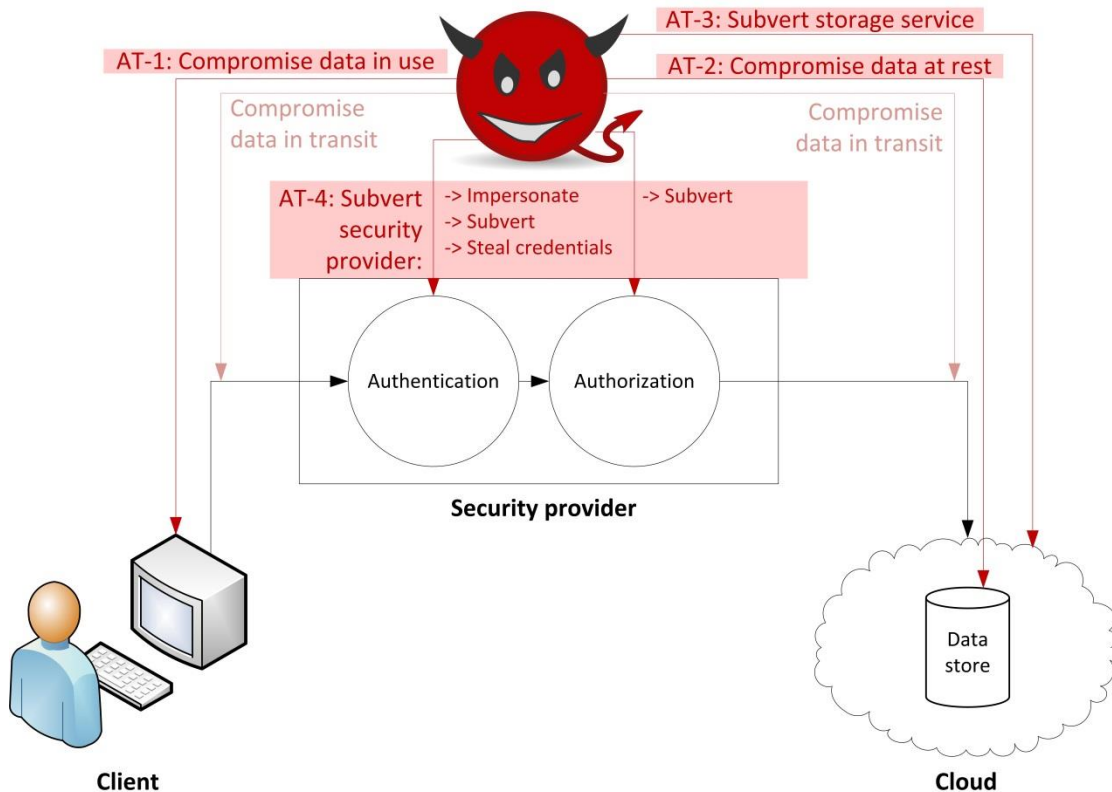 AT-3: Subvert storage service
AT-1: Compromise data in use
AT-2: Compromise data at rest
Compromise
data in transit
Compromise
data in transit
AT-4: Subvert
security
provider:
-> Impersonate
-> Subvert
-> Steal credentials
-> Subvert
Authentication
Authorization
Security provider
Data
store
Client
Cloud